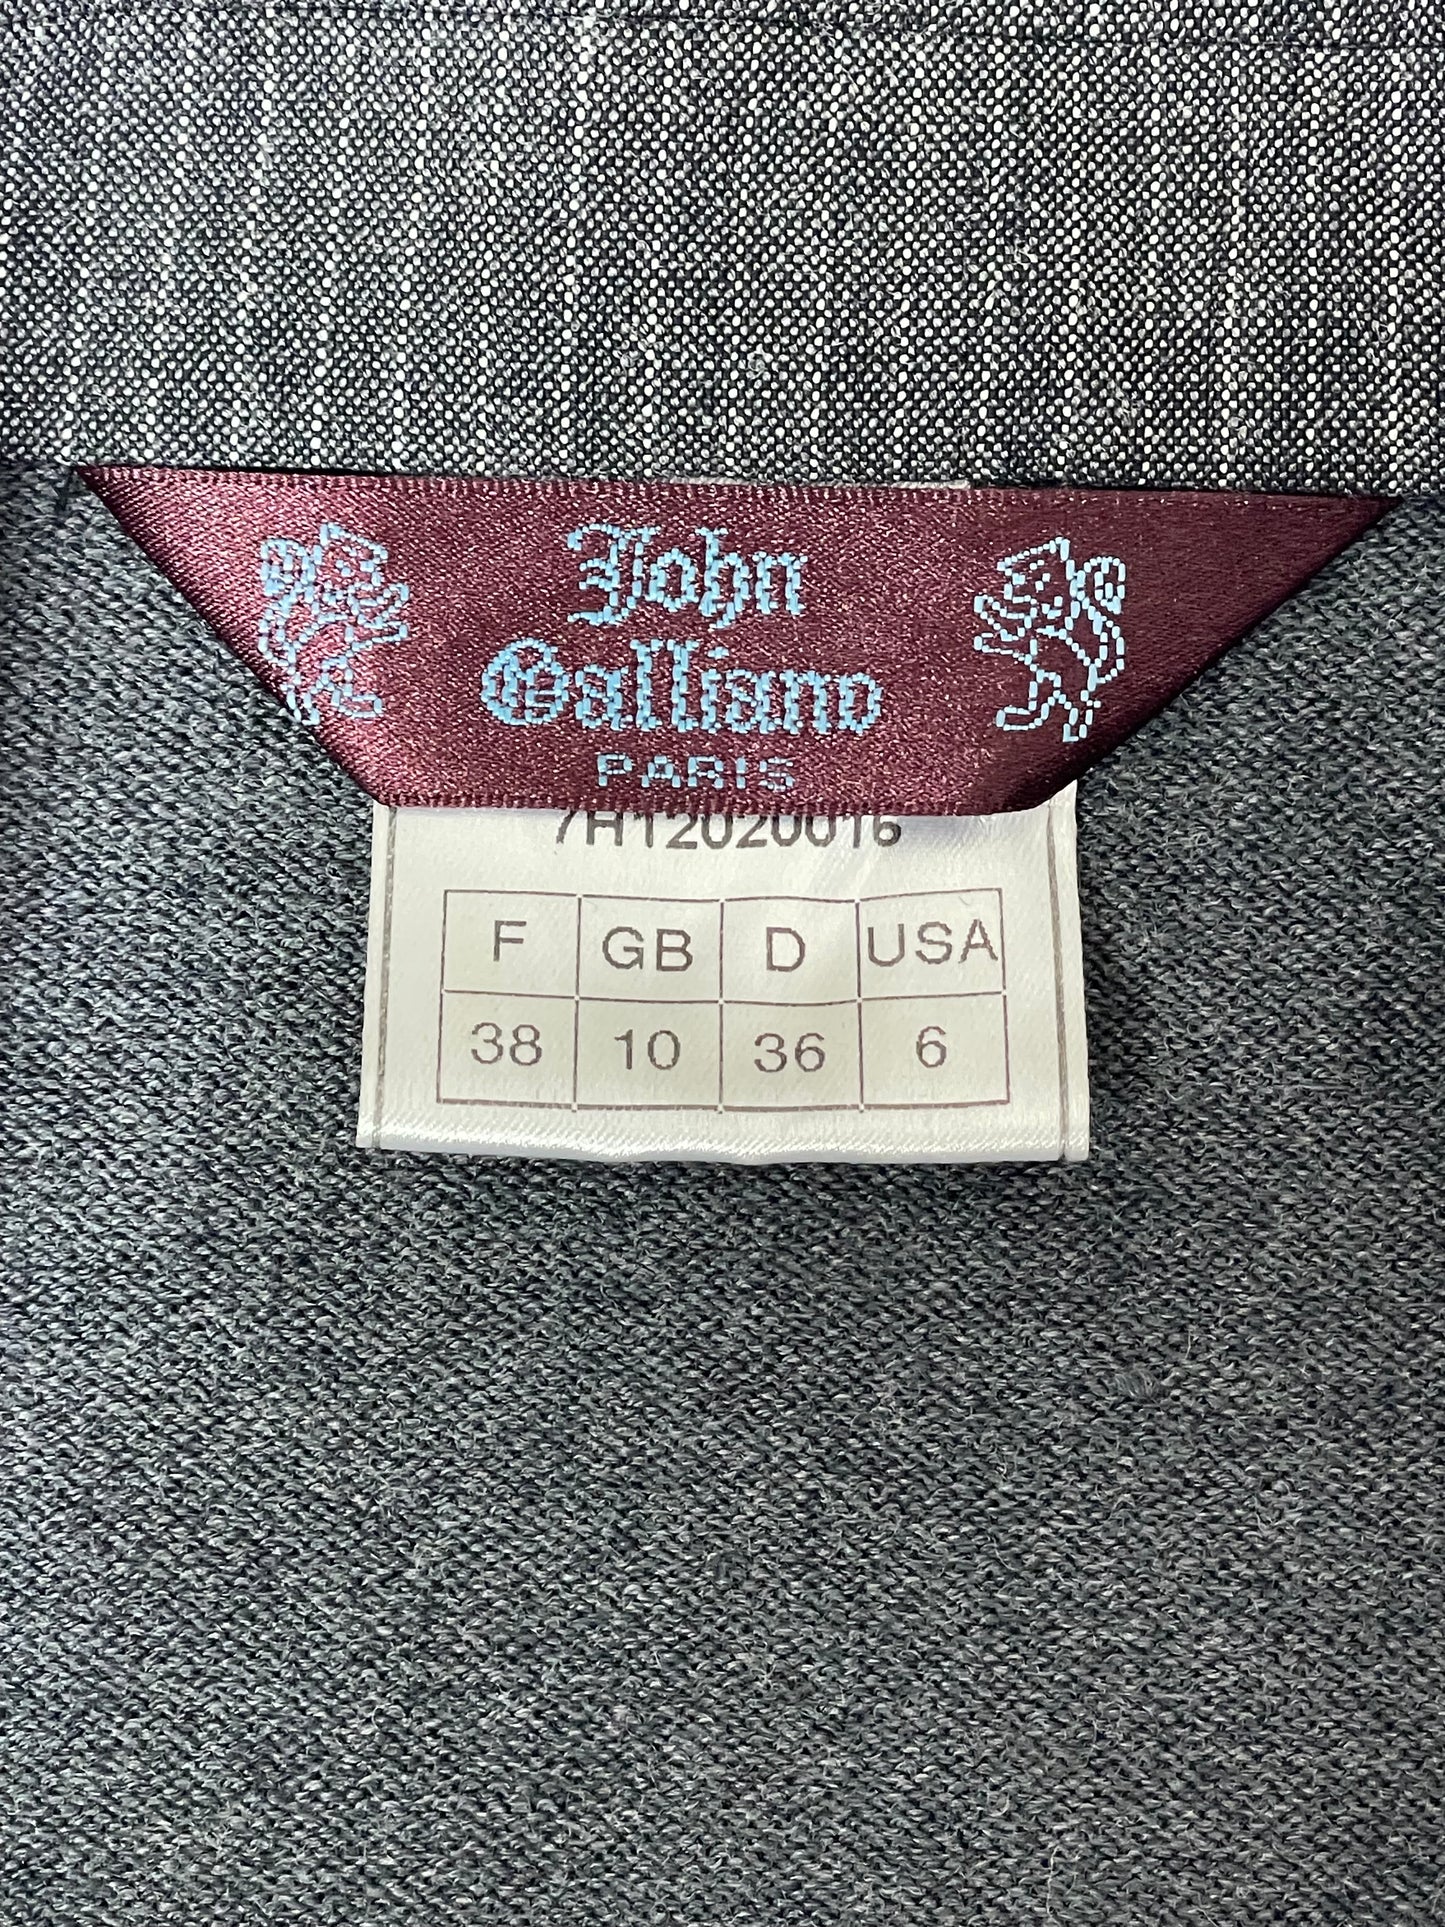 John
Galliano
PARIS
7H12020016
F GB D USA
38 10 36 6